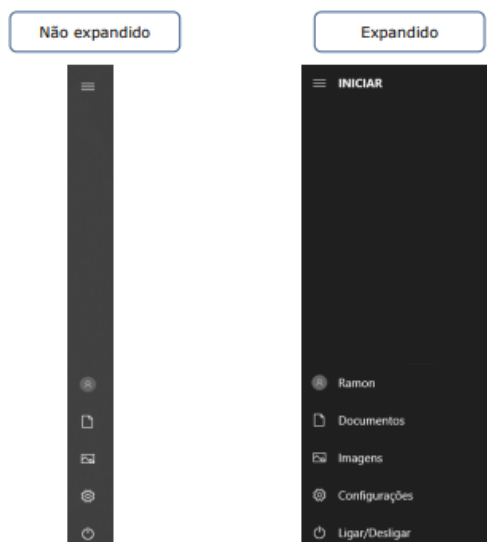 Não expandido
Expandido
INICIAR
Ramon
Documentos
Imagens
Configurações
Ligar/Desligar